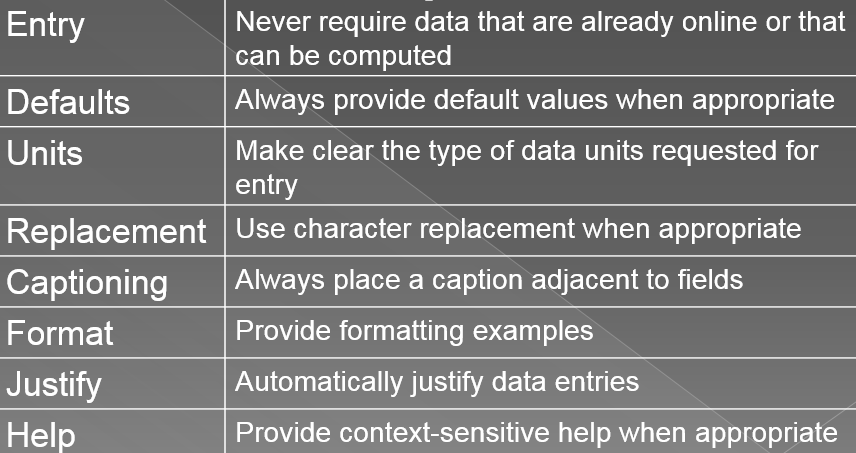 Entry
Never require data that are already online or that
can be computed
Defaults
Always provide default values when appropriate
Units
Make clear the type of data units requested for
entry
Replacement
Use character replacement when appropriate
Captioning
Always place a caption adjacent to fields
Format
Provide formatting examples
Justify
Automatically justify data entries
Help
Provide context-sensitive help when appropriate